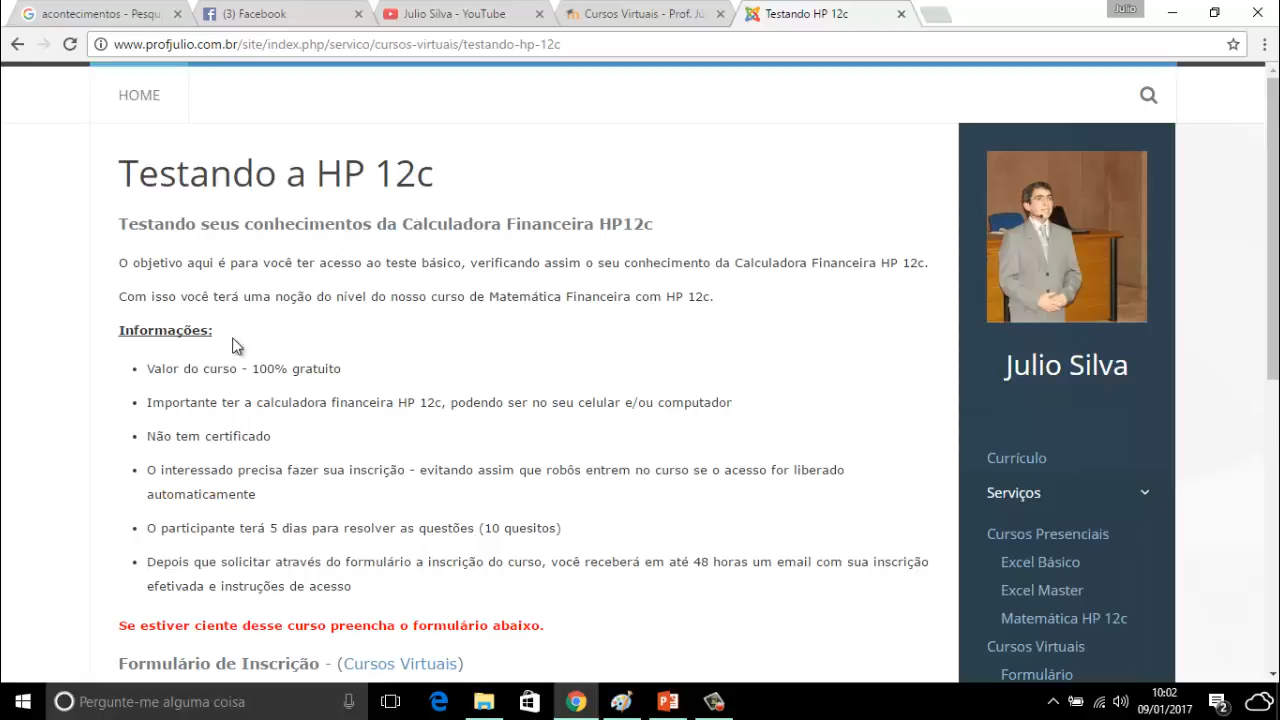 acontecimentos - Pesqu
(3) Facebook
Julio Silva - YouTube
Cursos Virtuais - Prof. Jú
Testando HP 12c
Julio
www.profjulio.com.br/site/index.php/servico/cursos-virtuais/testando-hp-12c
HOME
Testando a HP 12c
Testando seus conhecimentos da Calculadora Financeira HP12c
O objetivo aqui é para você ter acesso ao teste básico, verificando assim o seu conhecimento da Calculadora Financeira HP 12c.
Com isso você terá uma noção do nível do nosso curso de Matemática Financeira com HP 12c.
Informações:
• Valor do curso - 100% gratuito
• Importante ter a calculadora financeira HP 12c, podendo ser no seu celular e/ou computador
• Não tem certificado
• O interessado precisa fazer sua inscrição - evitando assim que robôs entrem no curso se o acesso for liberado
automaticamente
• O participante terá 5 dias para resolver as questões (10 quesitos)
• Depois que solicitar através do formulário a inscrição do curso, você receberá em até 48 horas um email com sua inscrição
efetivada e instruções de acesso
Se estiver ciente desse curso preencha o formulário abaixo.
Formulário de Inscrição - (Cursos Virtuais)
Julio Silva
Currículo
Serviços
Cursos Presenciais
Excel Básico
Excel Master
Matemática HP 12c
Cursos Virtuais
Formulário
Pergunte-me alguma coisa
10:02
09/01/2017
2